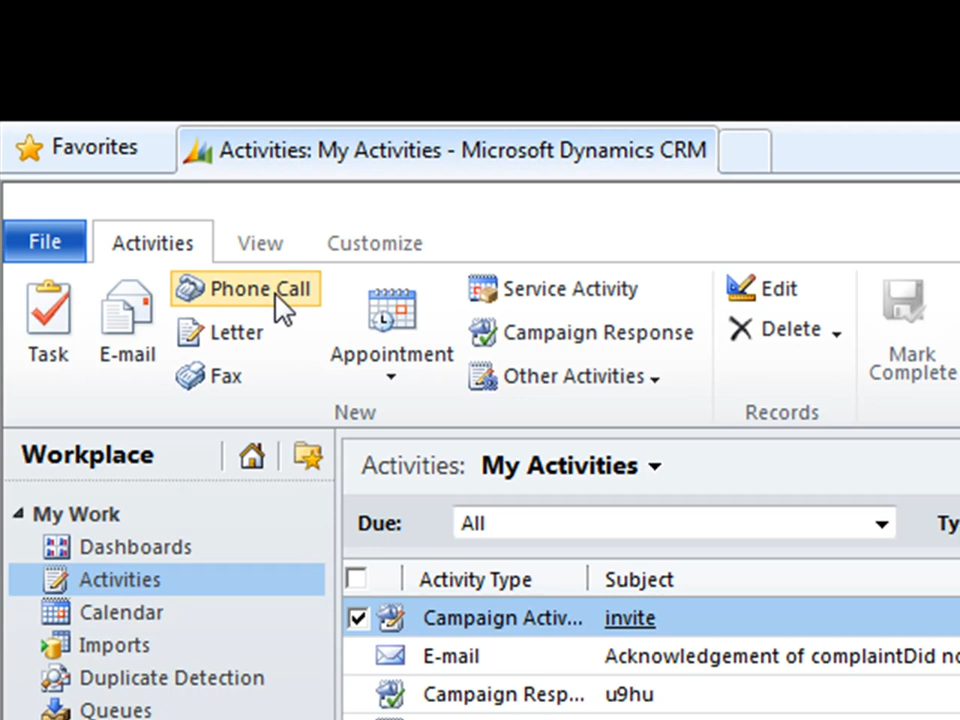 Favorites
Activities: My Activities - Microsoft Dynamics CRM
File Activities View Customize
Task
E-mail
Phone Call
Letter
Fax
Appointment
Service Activity
Campaign Response
Other Activities
New
Edit
Delete
Records
Mark
Complete
Workplace
My Work
Dashboards
Activities
Calendar
Imports
Duplicate Detection
Queues
Activities: My Activities
Due: All Ty
Activity Type Subject
Campaign Activ... invite
E-mail Acknowledgement of complaintDid no
Campaign Resp... u9hu